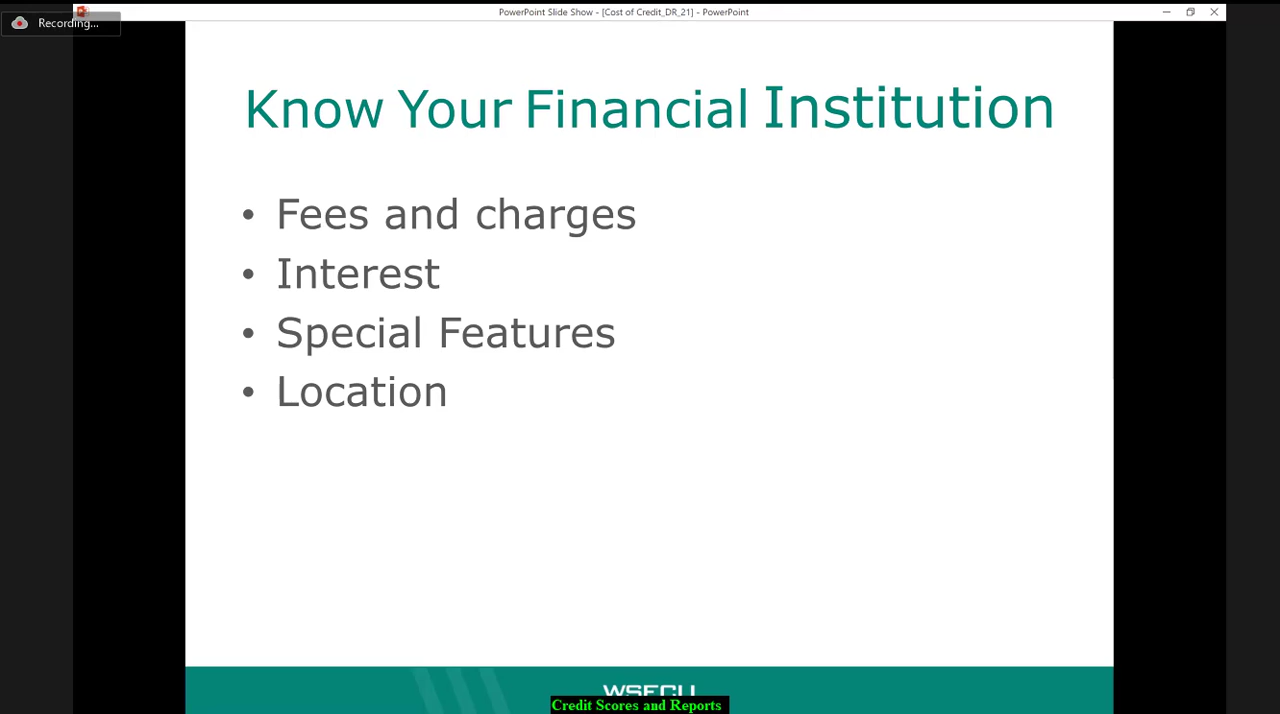 PowerPoint Slide Show - [Cost of Credit_DR_21] - PowerPoint
Recording...
Know Your Financial Institution
• Fees and charges
• Interest
• Special Features
• Location
WSECU
Credit Scores and Reports